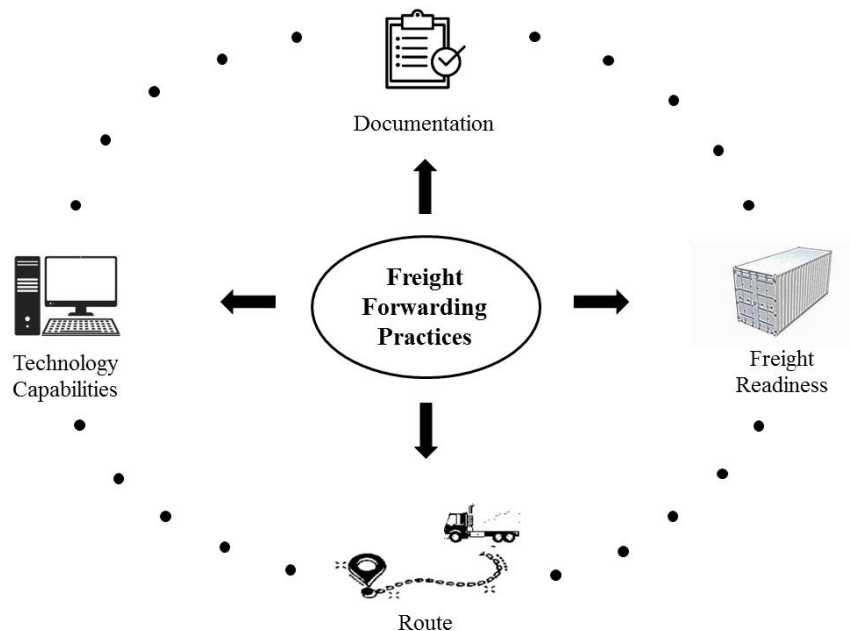 Documentation
Freight
Forwarding
Practices
Technology
Capabilities
Freight
Readiness
Route